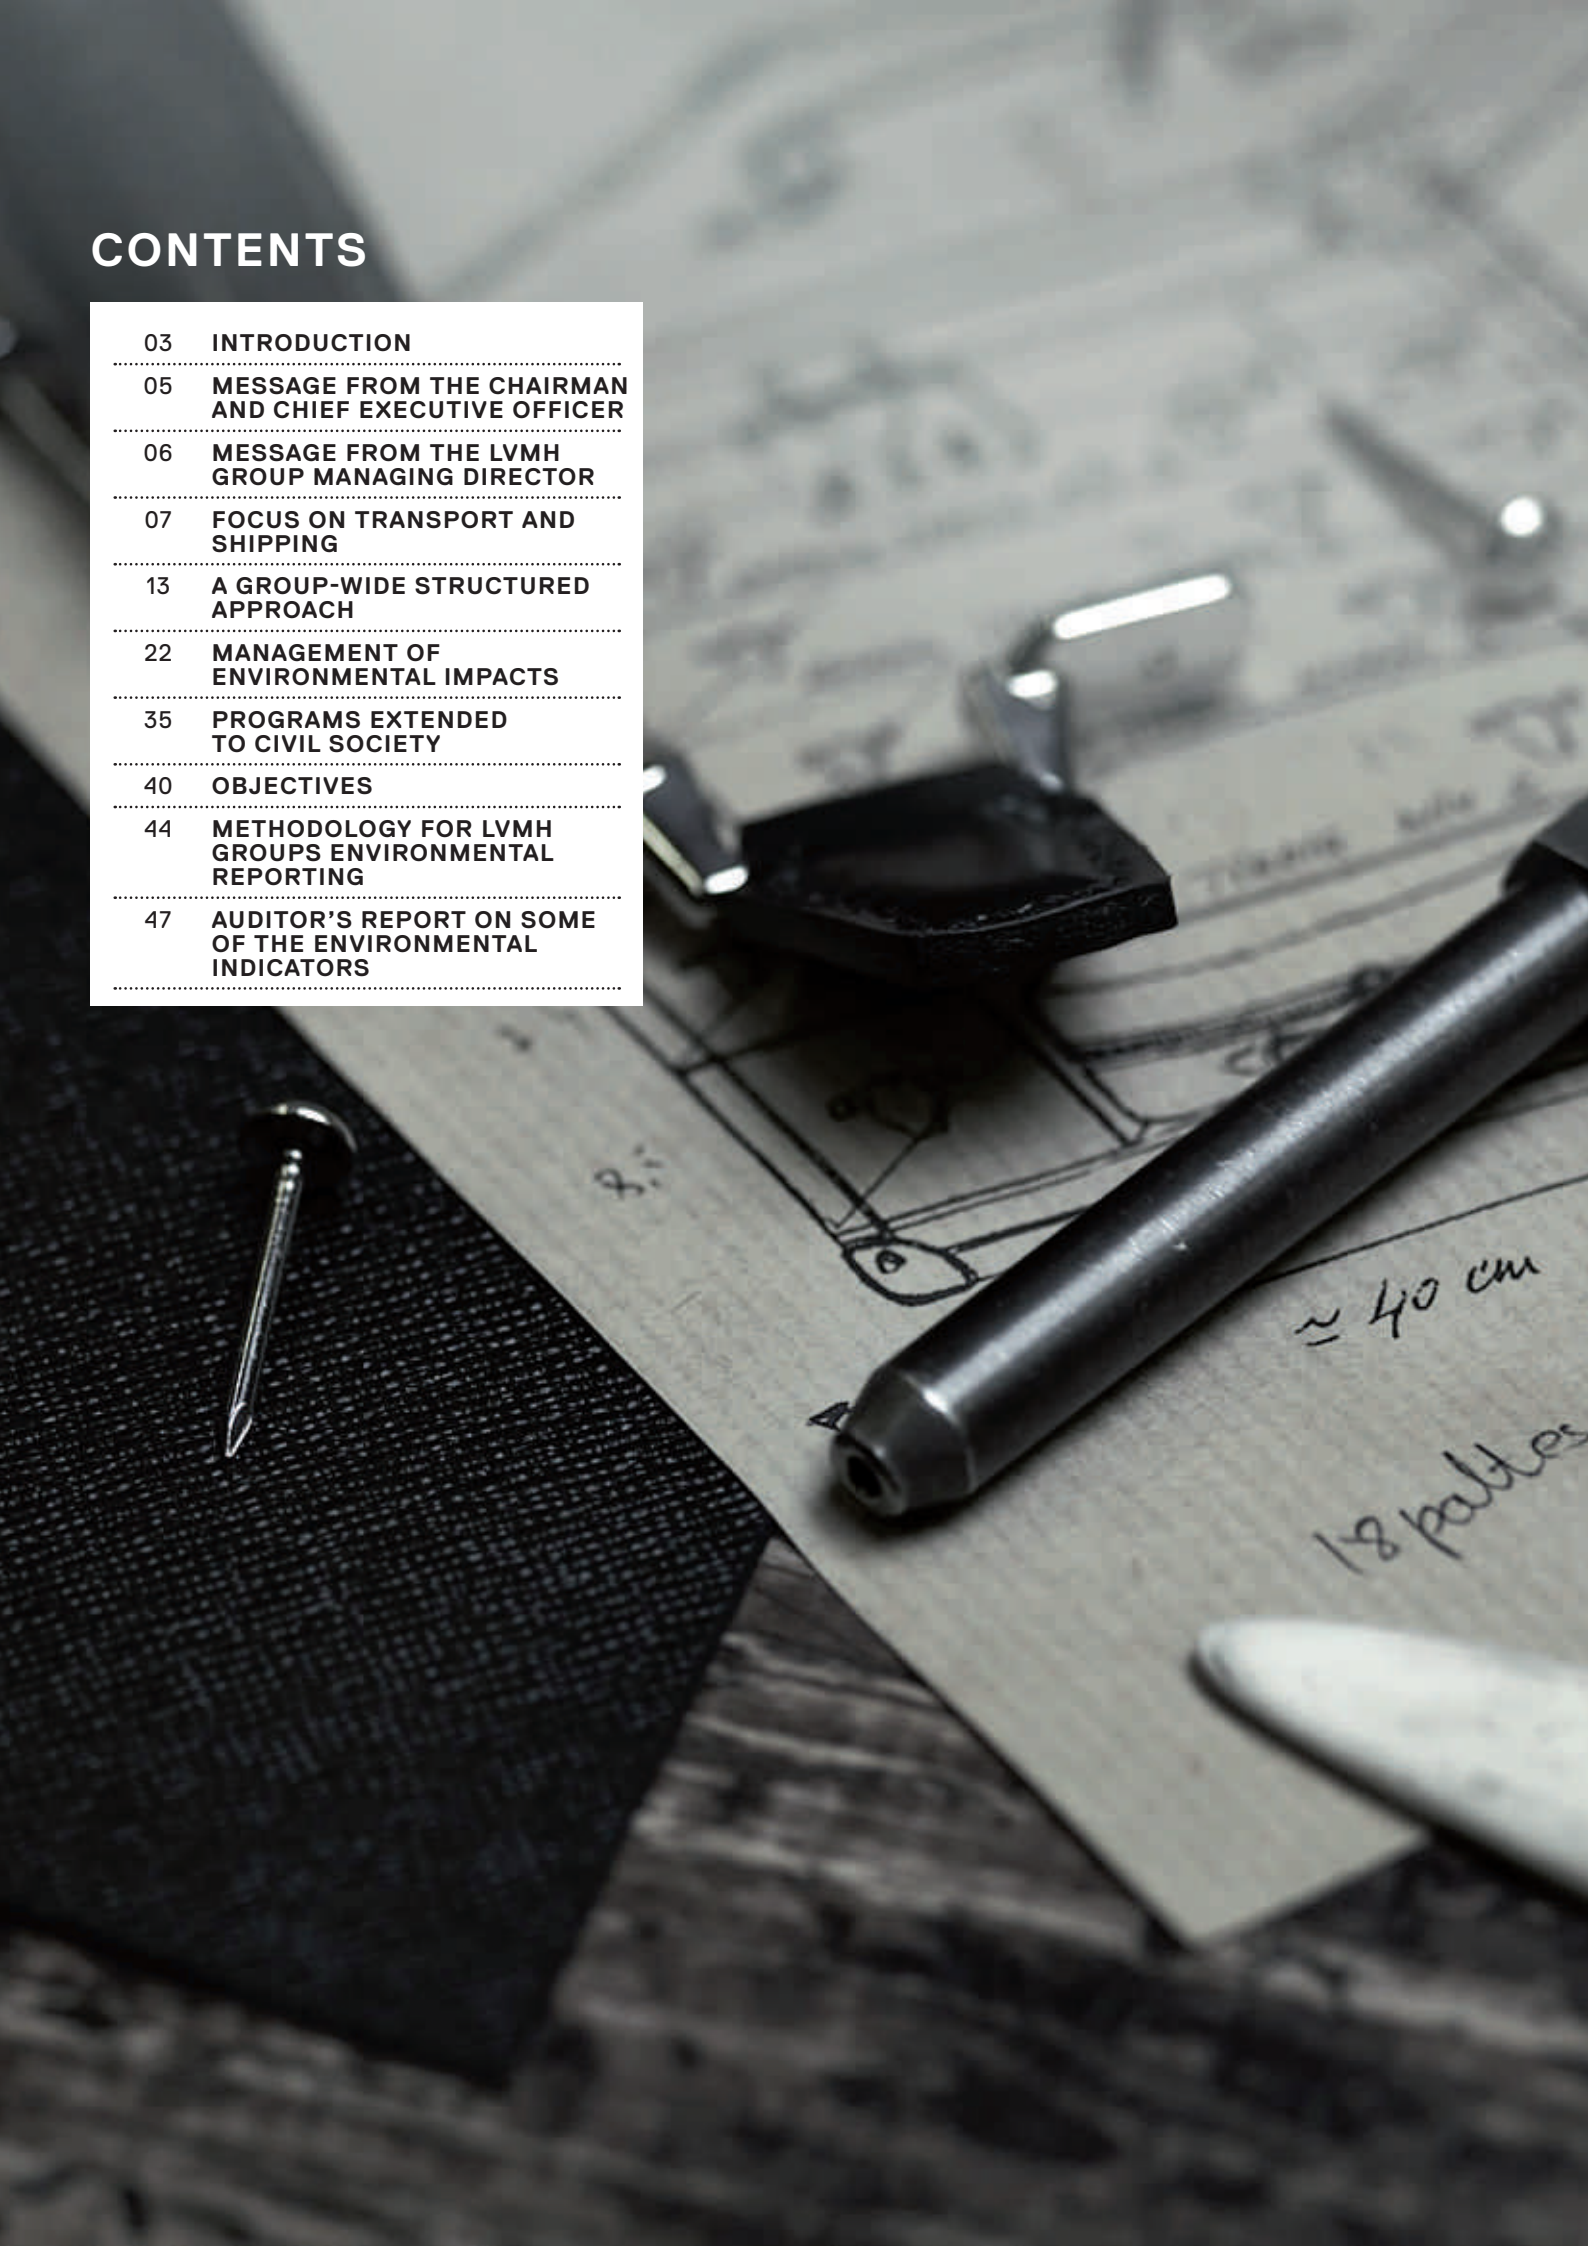 CONTENTS
03 INTRODUCTION
05 MESSAGE FROM THE CHAIRMAN
AND CHIEF EXECUTIVE OFFICER
06 MESSAGE FROM THE LVMH
GROUP MANAGING DIRECTOR
07 FOCUS ON TRANSPORT AND
SHIPPING
13 A GROUP-WIDE STRUCTURED
APPROACH
22 MANAGEMENT OF
ENVIRONMENTAL IMPACTS
35 PROGRAMS EXTENDED
TO CIVIL SOCIETY
40 OBJECTIVES
44 METHODOLOGY FOR LVMH
GROUPS ENVIRONMENTAL
REPORTING
47 AUDITOR’S REPORT ON SOME
OF THE ENVIRONMENTAL
INDICATORS
≃ 40 cm
18 pattes